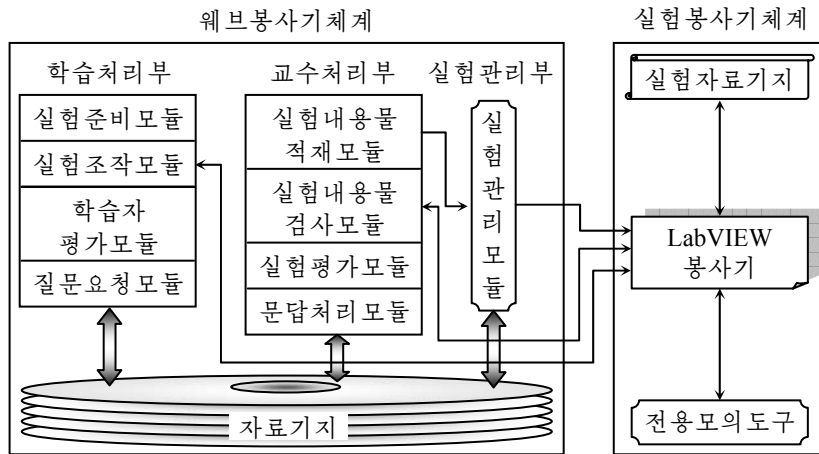 웨브봉사기체계
학습처리부
실험준비모듈
실험조작모듈
학습자
평가모듈
질문요청모듈
교수처리부
실험내용물
적재모듈
실험내용물
검사모듈
실험평가모듈
문답처리모듈
실험관리부
실험관리모듈
자료기지
실험봉사기체계
실험자료기지
LabVIEW
봉사기
전용모의도구